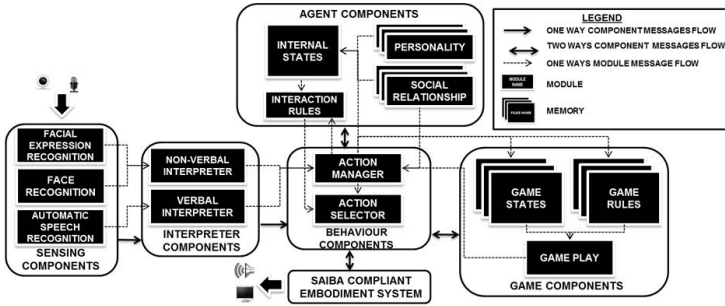 AGENT COMPONENTS
INTERNAL
STATES
PERSONALITY
SOCIAL
RELATIONSHIP
INTERACTION
RULES
LEGEND
ONE WAY COMPONENT MESSAGES FLOW
TWO WAYS COMPONENT MESSAGES FLOW
ONE WAYS MODULE MESSAGE FLOW
MODULE
NAME
MODULE
FILES NAME
MEMORY
FACIAL
EXPRESSION
RECOGNITION
FACE
RECOGNITION
AUTOMATIC
SPEECH
RECOGNITION
SENSING
COMPONENTS
NON-VERBAL
INTERPRETER
VERBAL
INTERPRETER
INTERPRETER
COMPONENTS
ACTION
MANAGER
ACTION
SELECTOR
BEHAVIOUR
COMPONENTS
GAME
STATES
GAME
RULES
GAME PLAY
GAME COMPONENTS
SAIBA COMPLIANT
EMBODIMENT SYSTEM